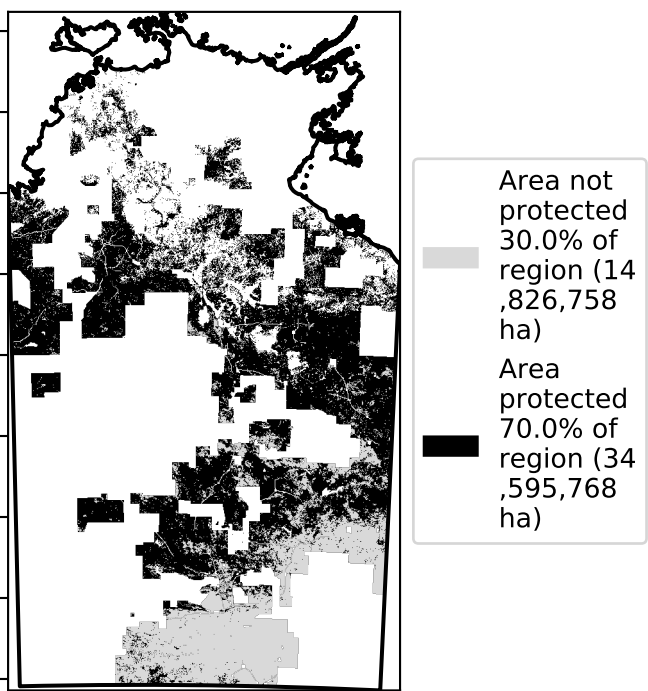 Area not
protected
30.0% of
region (14
,826,758
ha)
Area
protected
70.0% of
region (34
,595,768
ha)